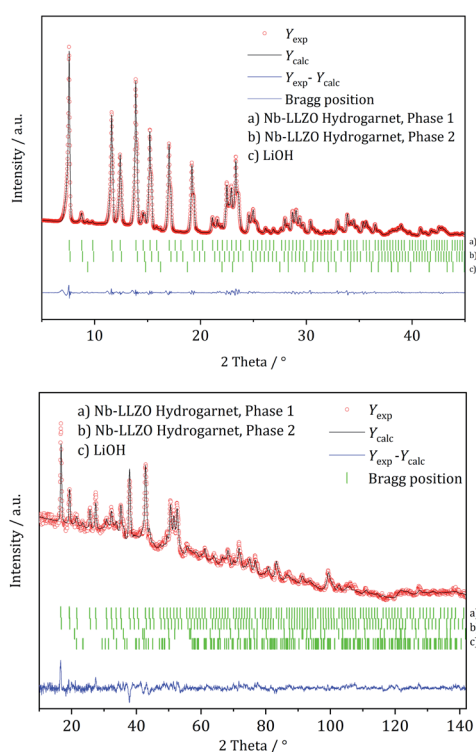 Yexp
Ycalc
Yexp- Ycalc
Bragg position
a) Nb-LLZO Hydrogarnet, Phase 1
b) Nb-LLZO Hydrogarnet, Phase 2
c) LiOH
Intensity / a.u.
a)
b)
c)
10 20 30 40
2 Theta / °
a) Nb-LLZO Hydrogarnet, Phase 1
b) Nb-LLZO Hydrogarnet, Phase 2
c) LiOH
Yexp
Ycalc
Yexp -Ycalc
Bragg position
Intensity / a.u.
a
b
c
20 40 60 80 100 120 140
2 Theta / °